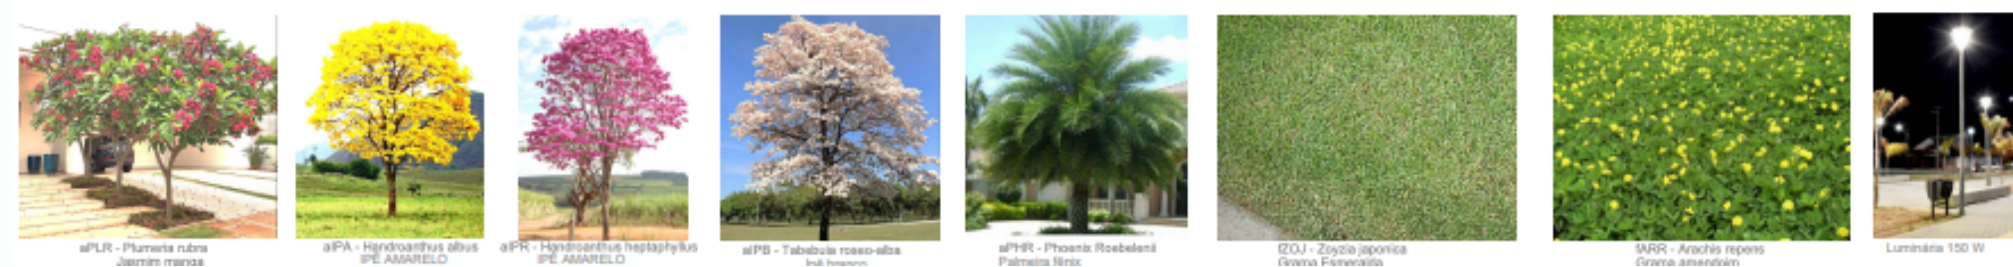 aPLR - Plumeria rubra
Jasmim manga
aIPA - Handroanthus albus
IPÊ AMARELO
aIPR - Handroanthus heptaphyllus
IPÊ AMARELO
aIPB - Tabebuia roseo-alba
Ipê branco
aPHR - Phoenix Roebelenii
Palmeira fênix
fZOJ - Zoyzia japonica
Grama Esmeralda
fARR - Arachis repens
Grama amendoim
Luminária 150 W